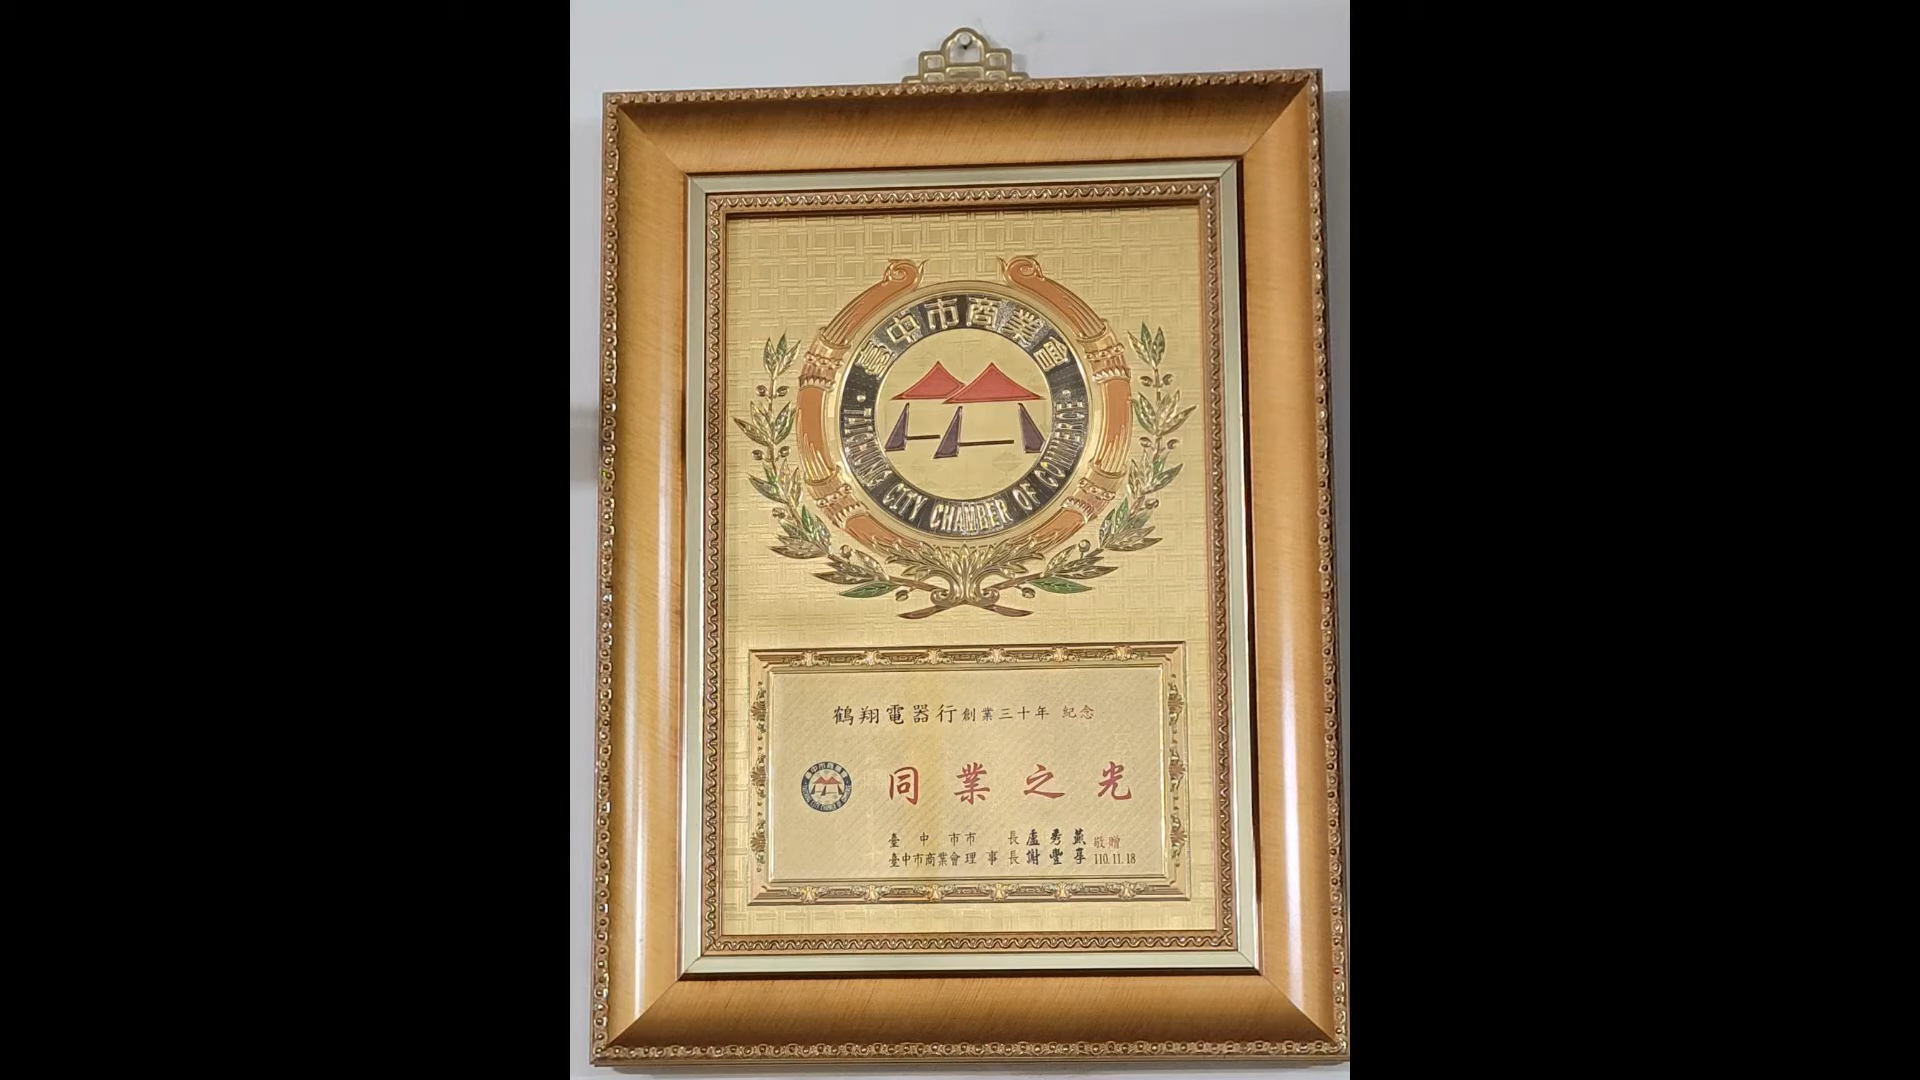 臺中市商業會
TAICHUNG CITY CHAMBER OF COMMERCE
鶴翔電器行創業三十年 紀念
同業之光
臺中市市長盧秀燕敬贈
臺中市商業會理事長謝豐享 110.11.18